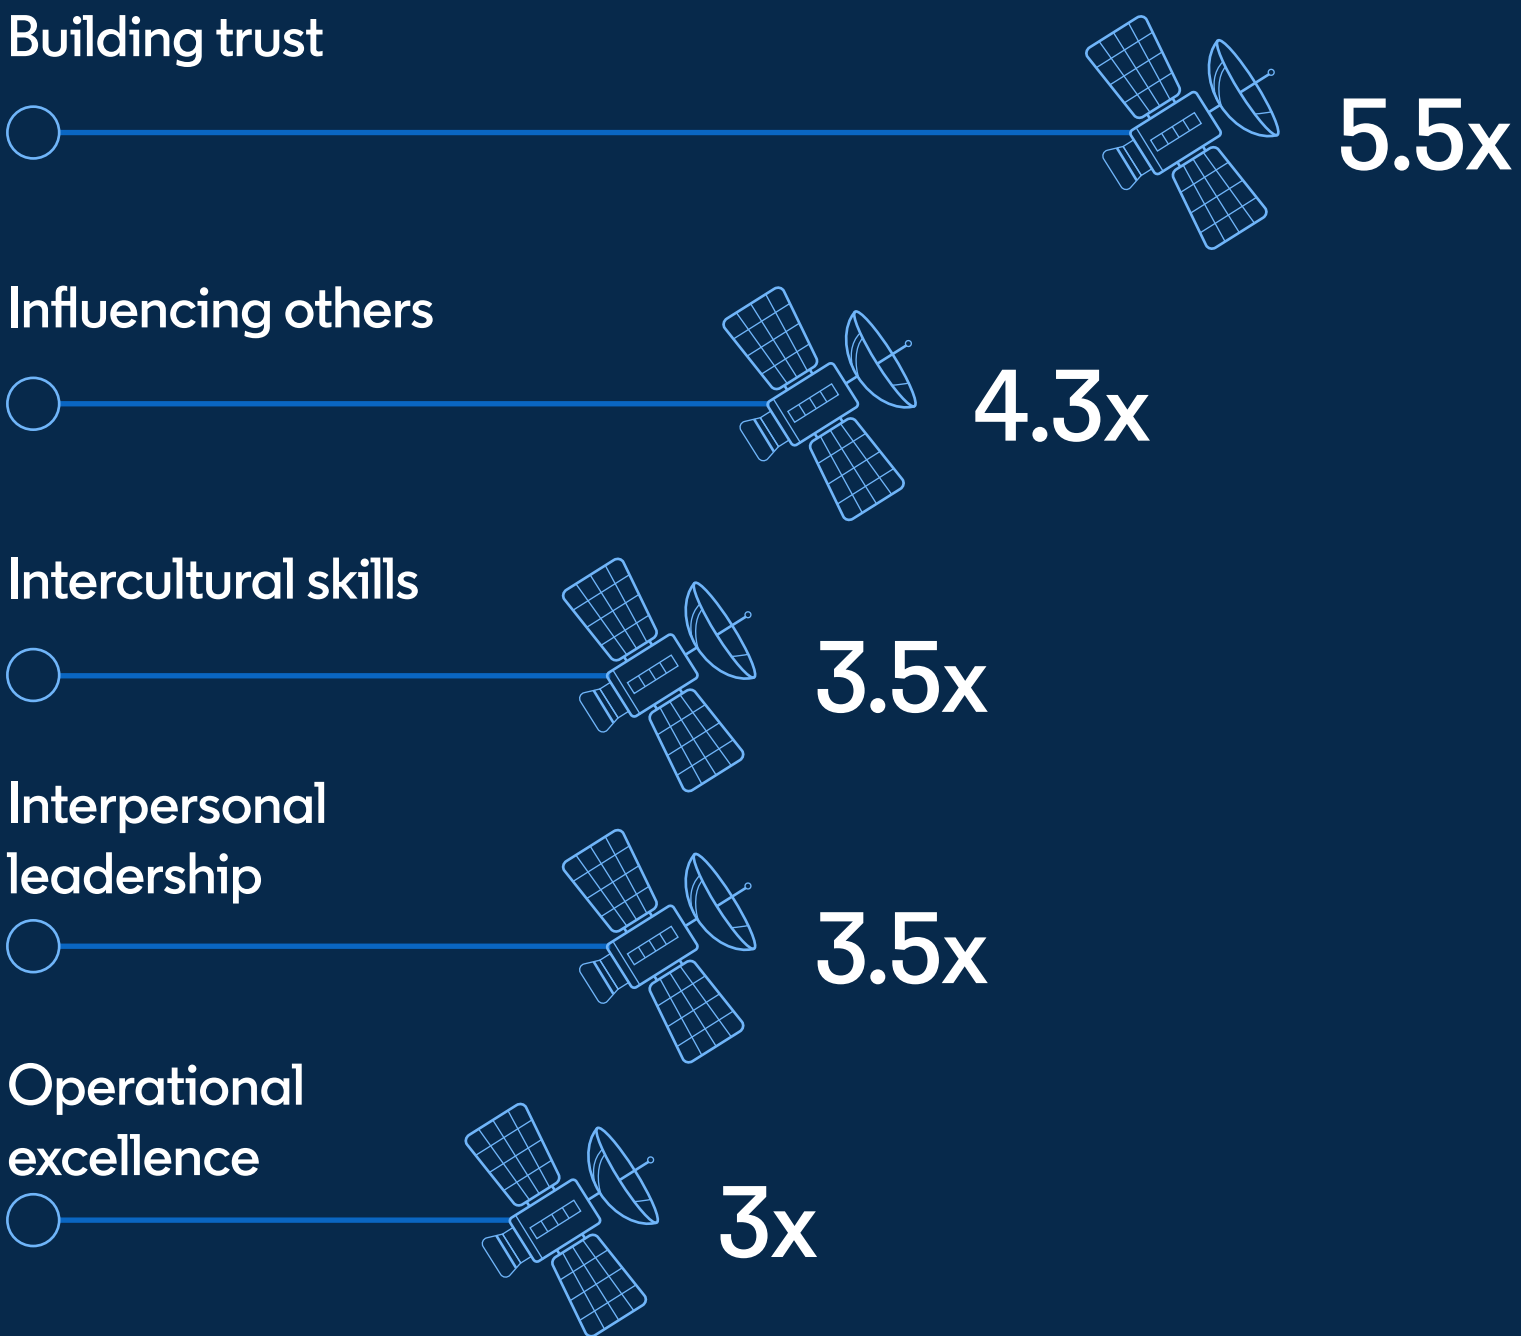 Building trust
5.5x
Influencing others
4.3x
Intercultural skills
3.5x
Interpersonal
leadership
3.5x
Operational
excellence
3x